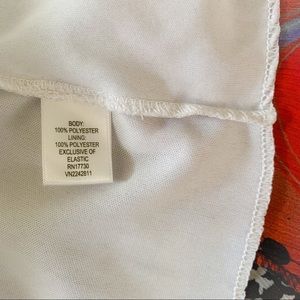 BODY:
100% POLYESTER
LINING:
100% POLYESTER
EXCLUSIVE OF
ELASTIC
RN17730
VN2242811